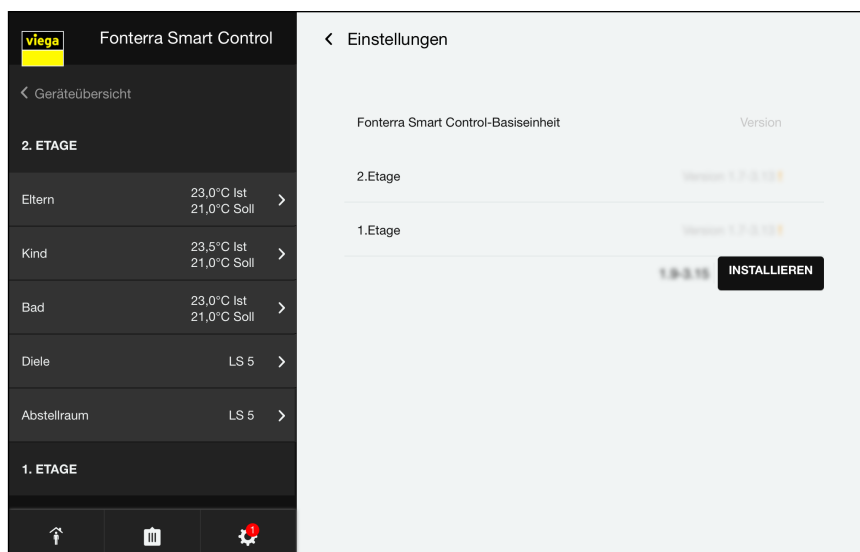 viega
Fonterra Smart Control
Geräteübersicht
2. ETAGE
Eltern
23,0°C Ist
21,0°C Soll
Kind
23,5°C Ist
21,0°C Soll
Bad
23,0°C Ist
21,0°C Soll
Diele
LS 5
Abstellraum
LS 5
1. ETAGE
1
Einstellungen
Fonterra Smart Control-Basiseinheit
Version
2.Etage
1.Etage
INSTALLIEREN